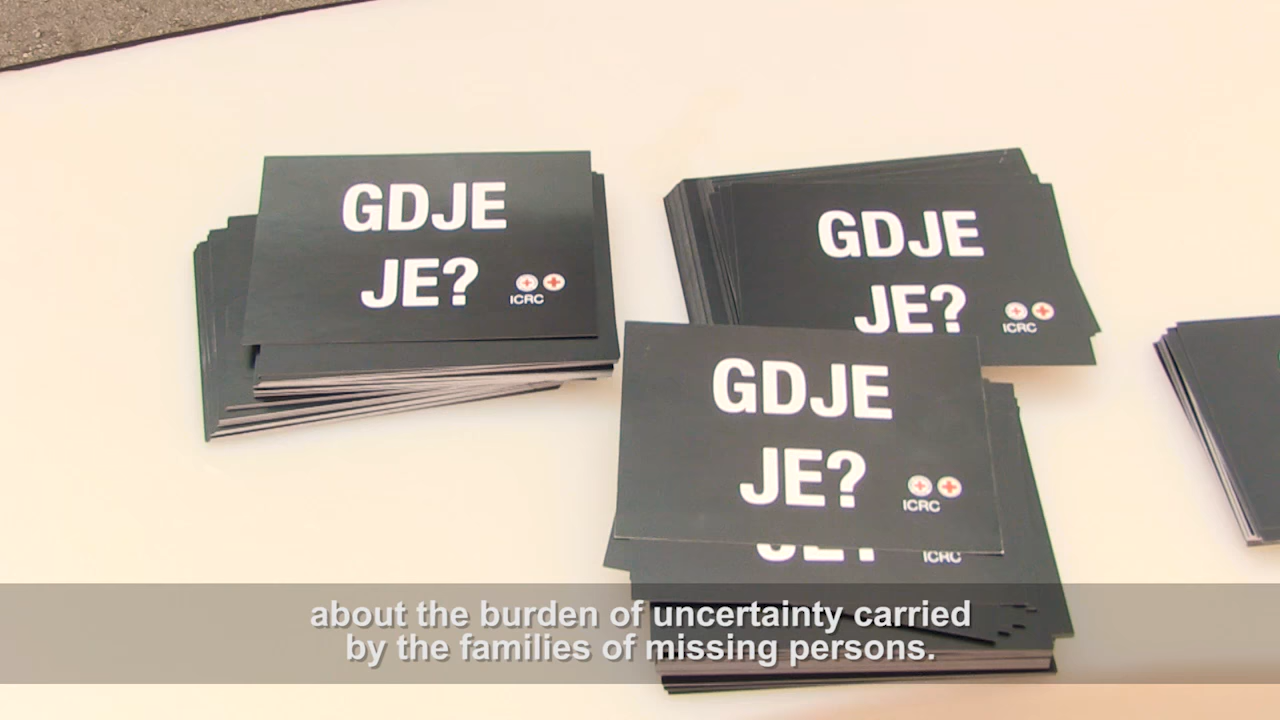 GDJE
JE?
ICRC
GDJE
JE?
ICRC
GDJE
JE?
ICRC
JE?
ICRC
about the burden of uncertainty carried
by the families of missing persons.